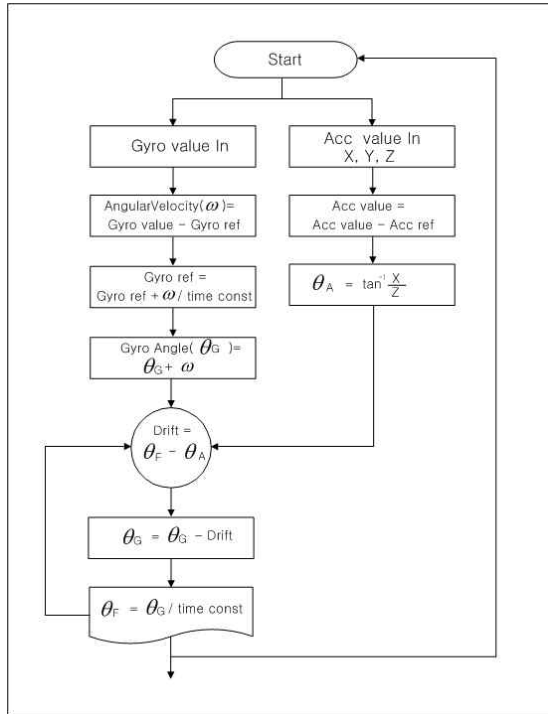 Start
Gyro value In
Acc value In
X, Y, Z
AngularVelocity(ω)=
Gyro value - Gyro ref
Acc value =
Acc value - Acc ref
Gyro ref =
Gyro ref + ω / time const
θA = tan⁻¹ X/Z
Gyro Angle( θG )=
θG + ω
Drift =
θF - θA
θG = θG - Drift
θF = θG / time const